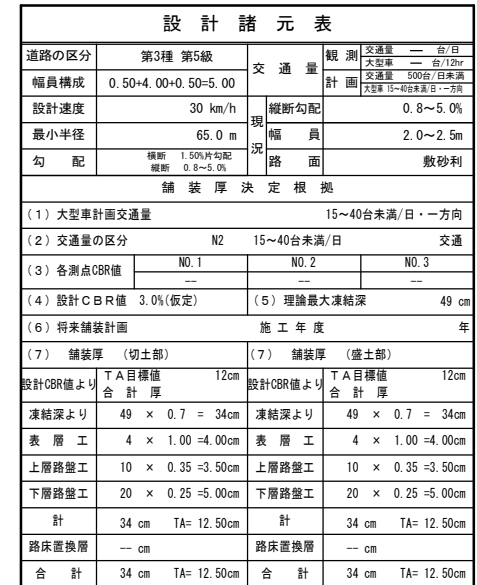 設計諸元表
道路の区分 第3種 第5級 交通量 観測 交通量 ― 台/日
大型車 ― 台/12hr
幅員構成 0.50+4.00+0.50=5.00 計画 交通量 500台/日未満
大型車 15~40台未満/日・一方向
設計速度 30 km/h 現況 縦断勾配 0.8~5.0%
最小半径 65.0 m 幅員 2.0~2.5m
勾配 横断 1.50%片勾配 路面 敷砂利
縦断 0.8~5.0%
舗装厚決定根拠
(1)大型車計画交通量 15~40台未満/日・一方向
(2)交通量の区分 N2 15~40台未満/日 交通
(3)各測点CBR値 NO.1 NO.2 NO.3
-- -- --
(4)設計CBR値 3.0%(仮定) (5)理論最大凍結深 49 cm
(6)将来舗装計画 施工年度 年
(7) 舗装厚 (切土部) (7) 舗装厚 (盛土部)
設計CBR値より TA目標値 12cm 設計CBR値より TA目標値 12cm
合計厚 合計厚
凍結深より 49 × 0.7 = 34cm 凍結深より 49 × 0.7 = 34cm
表層工 4 × 1.00 =4.00cm 表層工 4 × 1.00 =4.00cm
上層路盤工 10 × 0.35 =3.50cm 上層路盤工 10 × 0.35 =3.50cm
下層路盤工 20 × 0.25 =5.00cm 下層路盤工 20 × 0.25 =5.00cm
計 34 cm TA= 12.50cm 計 34 cm TA= 12.50cm
路床置換層 -- cm 路床置換層 -- cm
合計 34 cm TA= 12.50cm 合計 34 cm TA= 12.50cm